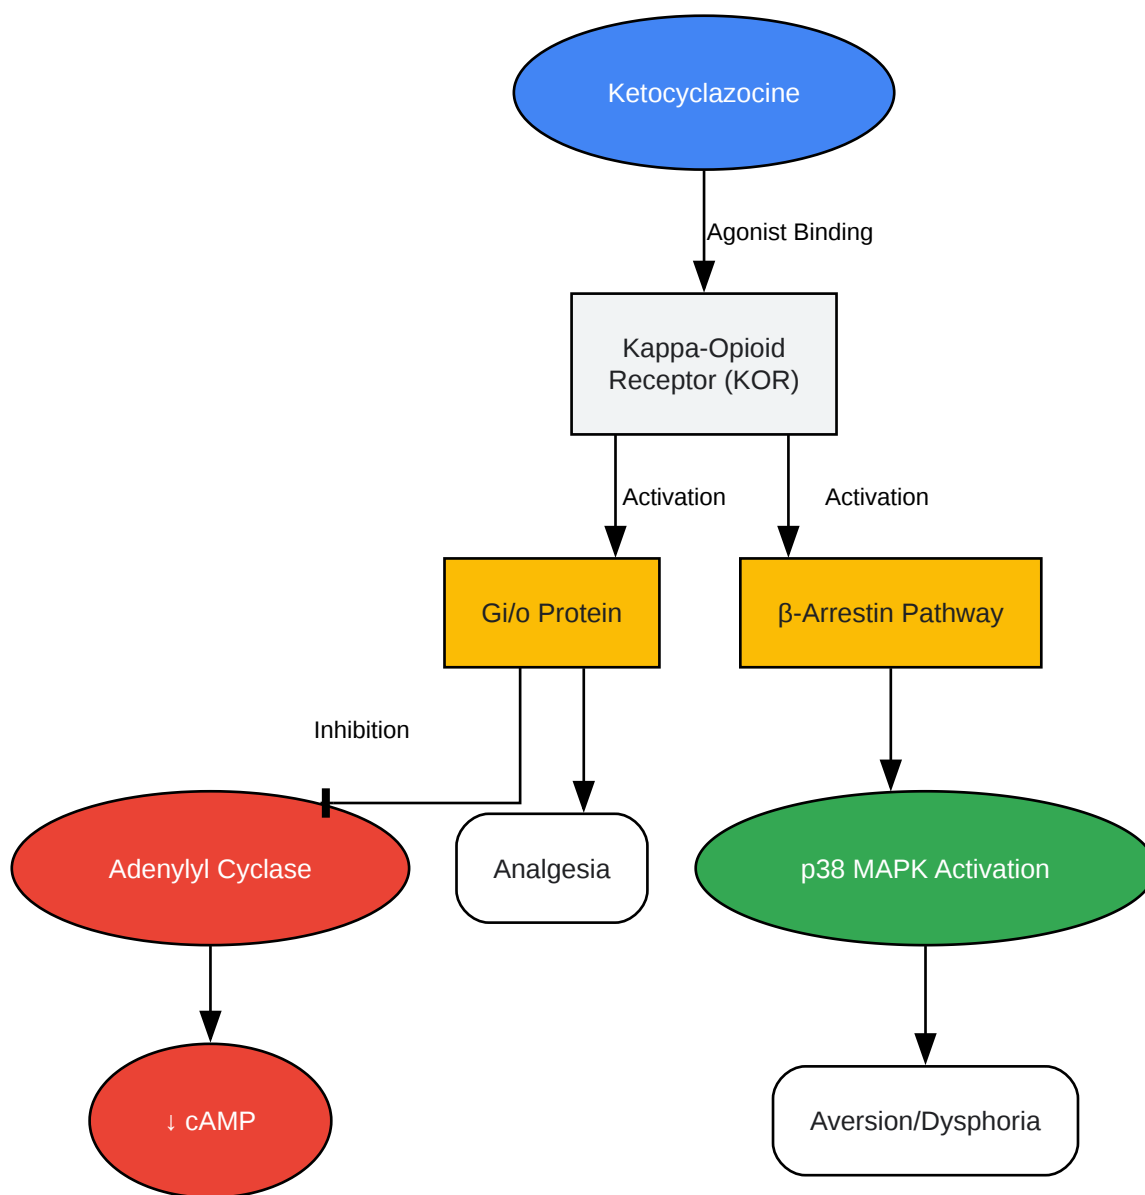 Ketocyclazocine
Agonist Binding
Kappa-Opioid
Receptor (KOR)
Activation
Activation
Gi/o Protein
β-Arrestin Pathway
Inhibition
Adenylyl Cyclase
Analgesia
p38 MAPK Activation
↓ cAMP
Aversion/Dysphoria